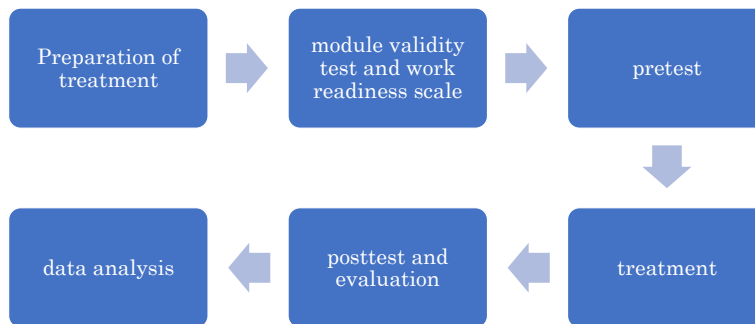 Preparation of
treatment
module validity
test and work
readiness scale
pretest
treatment
posttest and
evaluation
data analysis